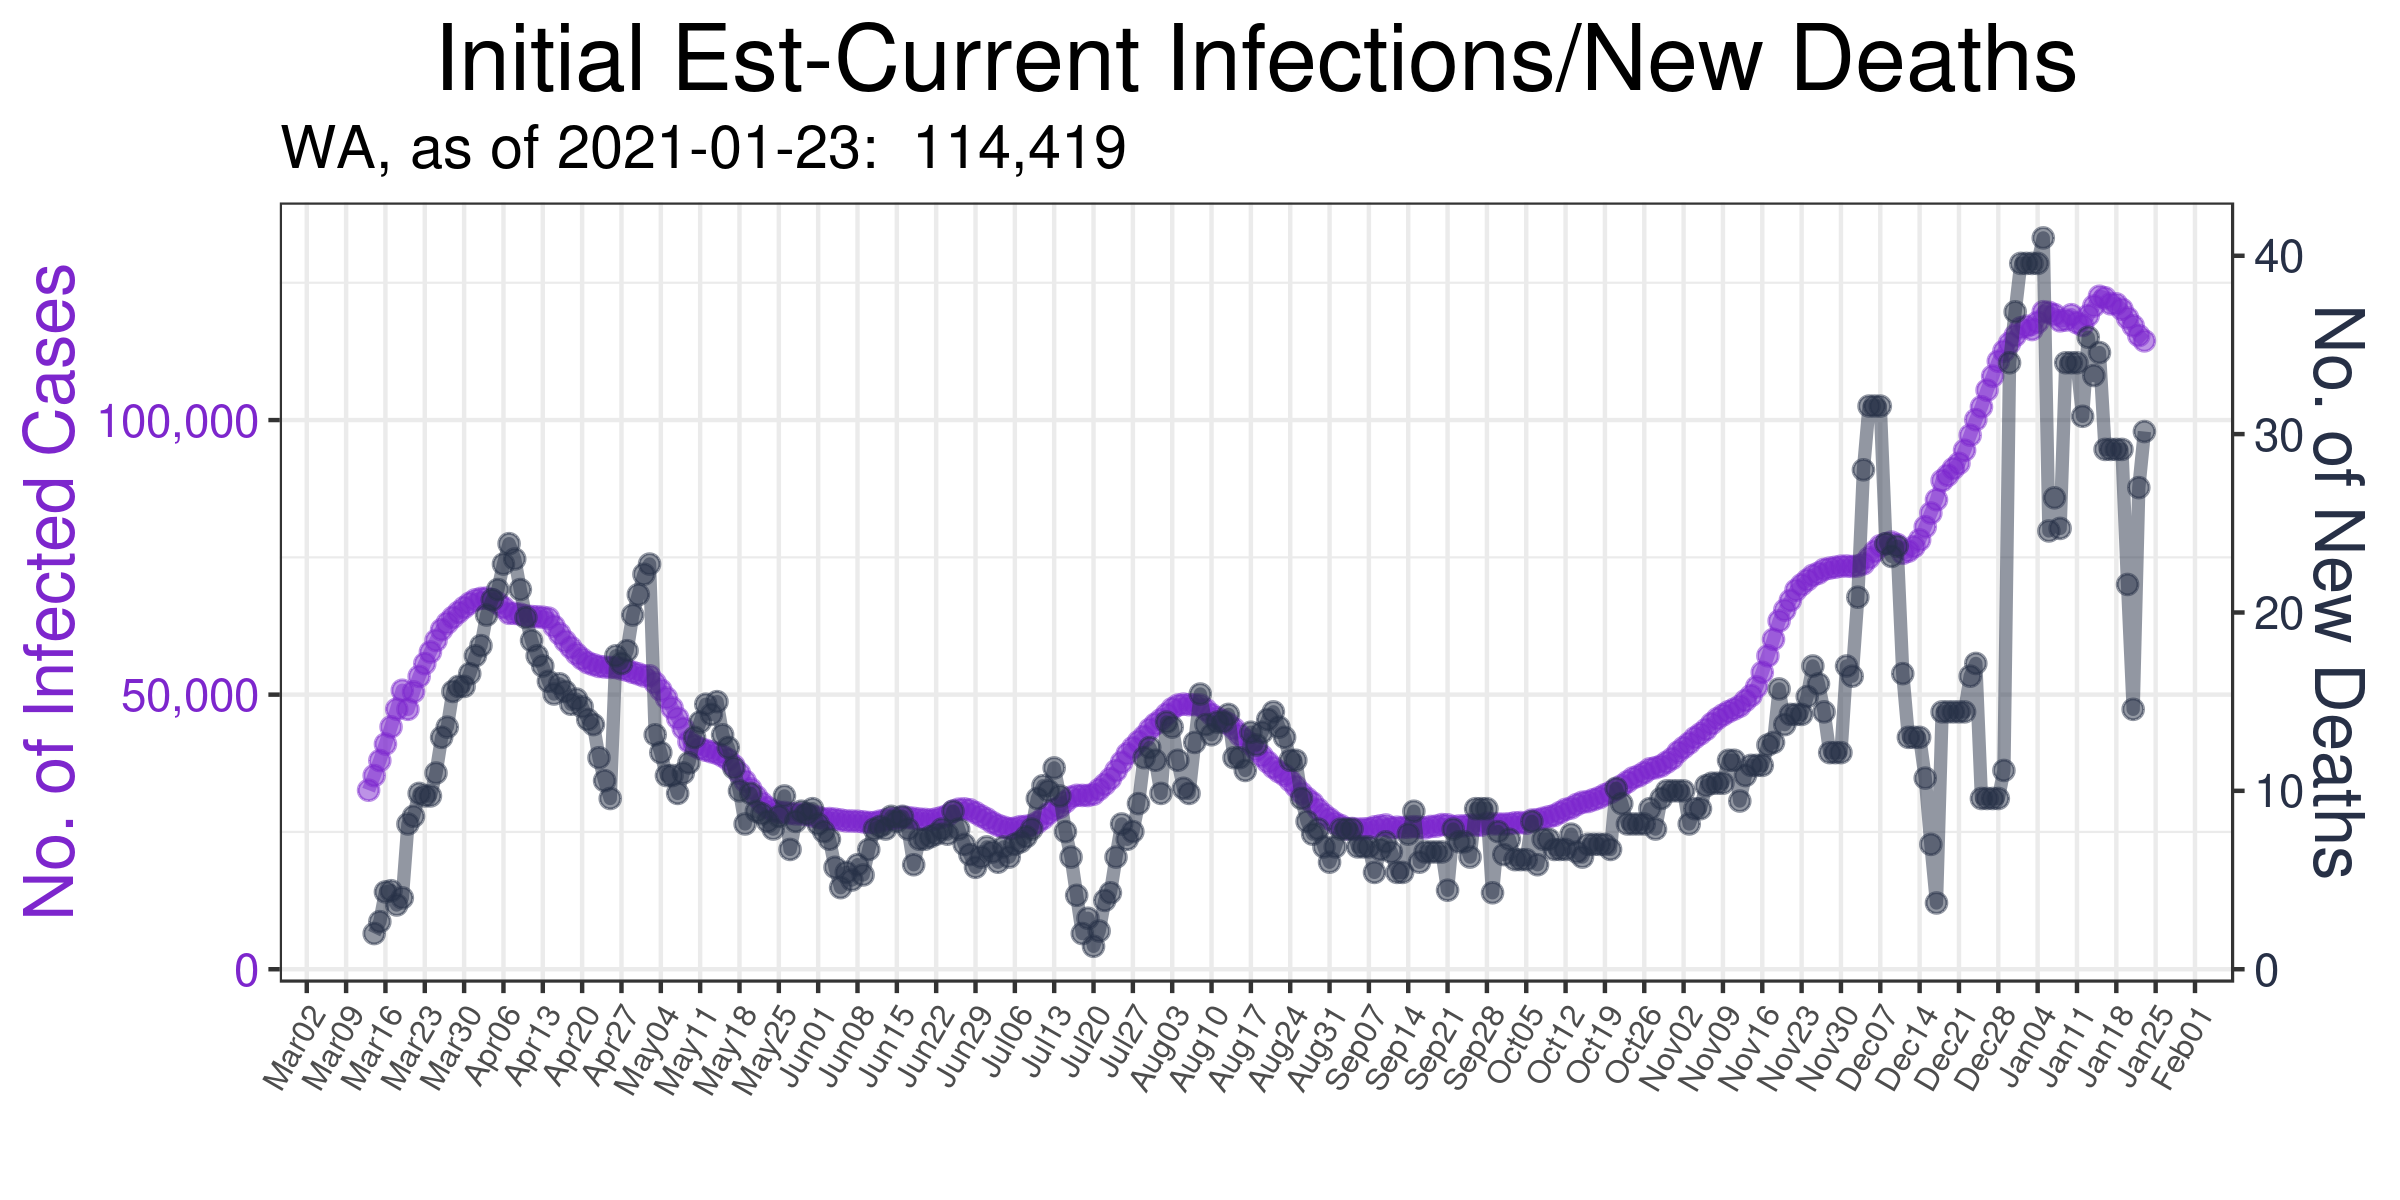 Initial Est-Current Infections/New Deaths
WA, as of 2021-01-23:  114,419
No. of Infected Cases
100,000
50,000
0
40
30
20
10
0
No. of New Deaths
Mar02 Mar09 Mar16 Mar23 Mar30 Apr06 Apr13 Apr20 Apr27 May04 May11 May18 May25 Jun01 Jun08 Jun15 Jun22 Jun29 Jul06 Jul13 Jul20 Jul27 Aug03 Aug10 Aug17 Aug24 Aug31 Sep07 Sep14 Sep21 Sep28 Oct05 Oct12 Oct19 Oct26 Nov02 Nov09 Nov16 Nov23 Nov30 Dec07 Dec14 Dec21 Dec28 Jan04 Jan11 Jan18 Jan25 Feb01